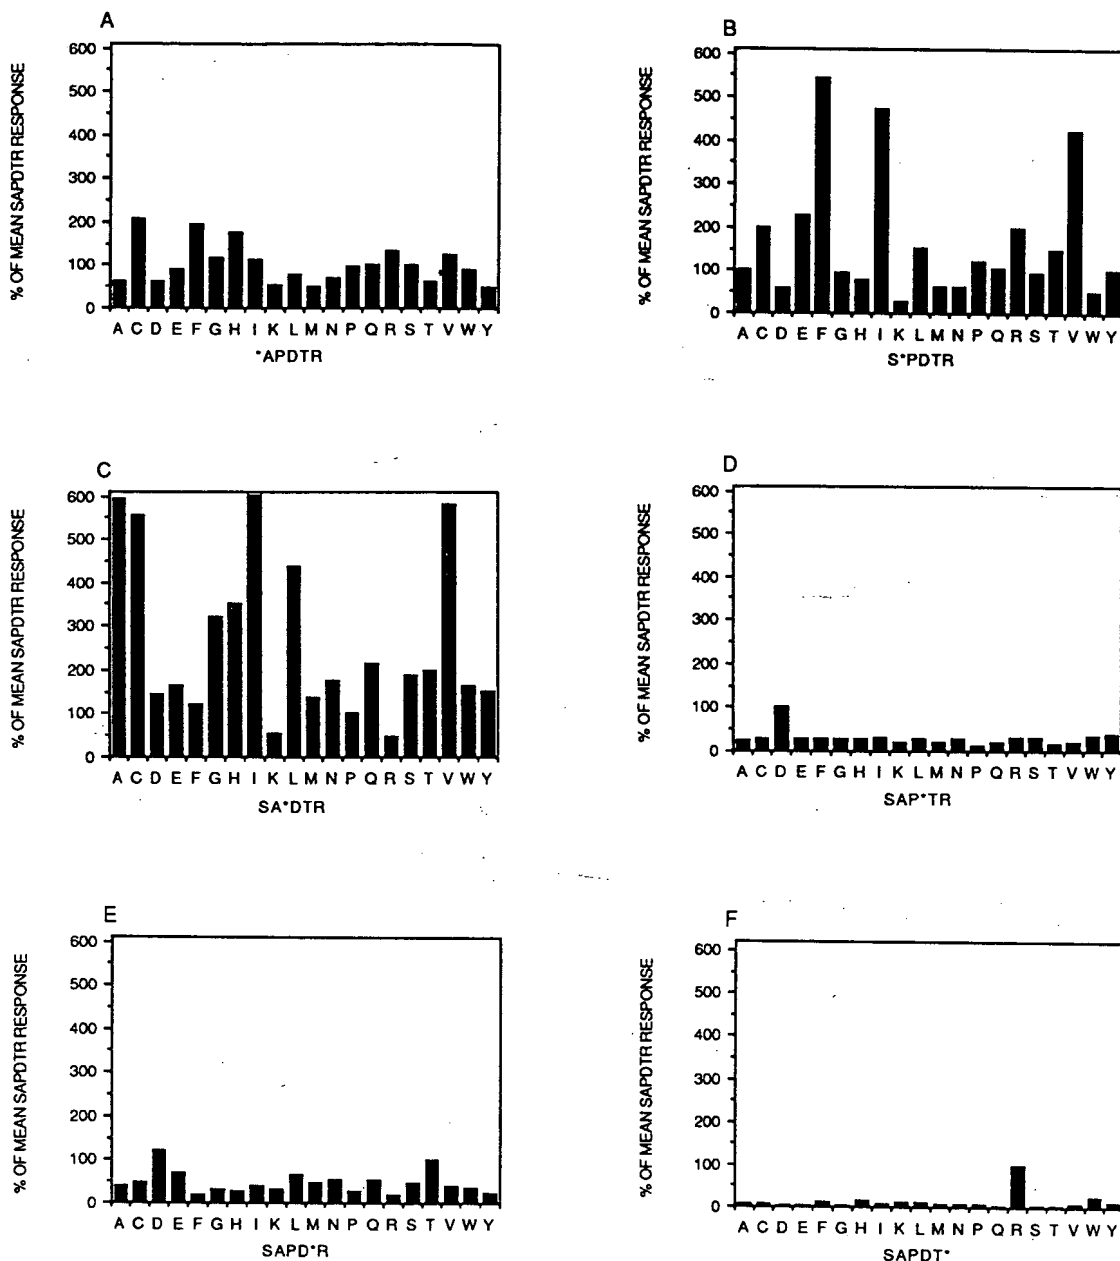 A
% OF MEAN SAPDTR RESPONSE
600
500
400
300
200
100
0
A C D E F G H I K L M N P Q R S T V W Y
*APDTR
B
% OF MEAN SAPDTR RESPONSE
600
500
400
300
200
100
0
A C D E F G H I K L M N P Q R S T V W Y
S*PDTR
C
% OF MEAN SAPDTR RESPONSE
600
500
400
300
200
100
0
A C D E F G H I K L M N P Q R S T V W Y
SA*DTR
D
% OF MEAN SAPDTR RESPONSE
600
500
400
300
200
100
0
A C D E F G H I K L M N P Q R S T V W Y
SAP*TR
E
% OF MEAN SAPDTR RESPONSE
600
500
400
300
200
100
0
A C D E F G H I K L M N P Q R S T V W Y
SAPD*R
F
% OF MEAN SAPDTR RESPONSE
600
500
400
300
200
100
0
A C D E F G H I K L M N P Q R S T V W Y
SAPDT*